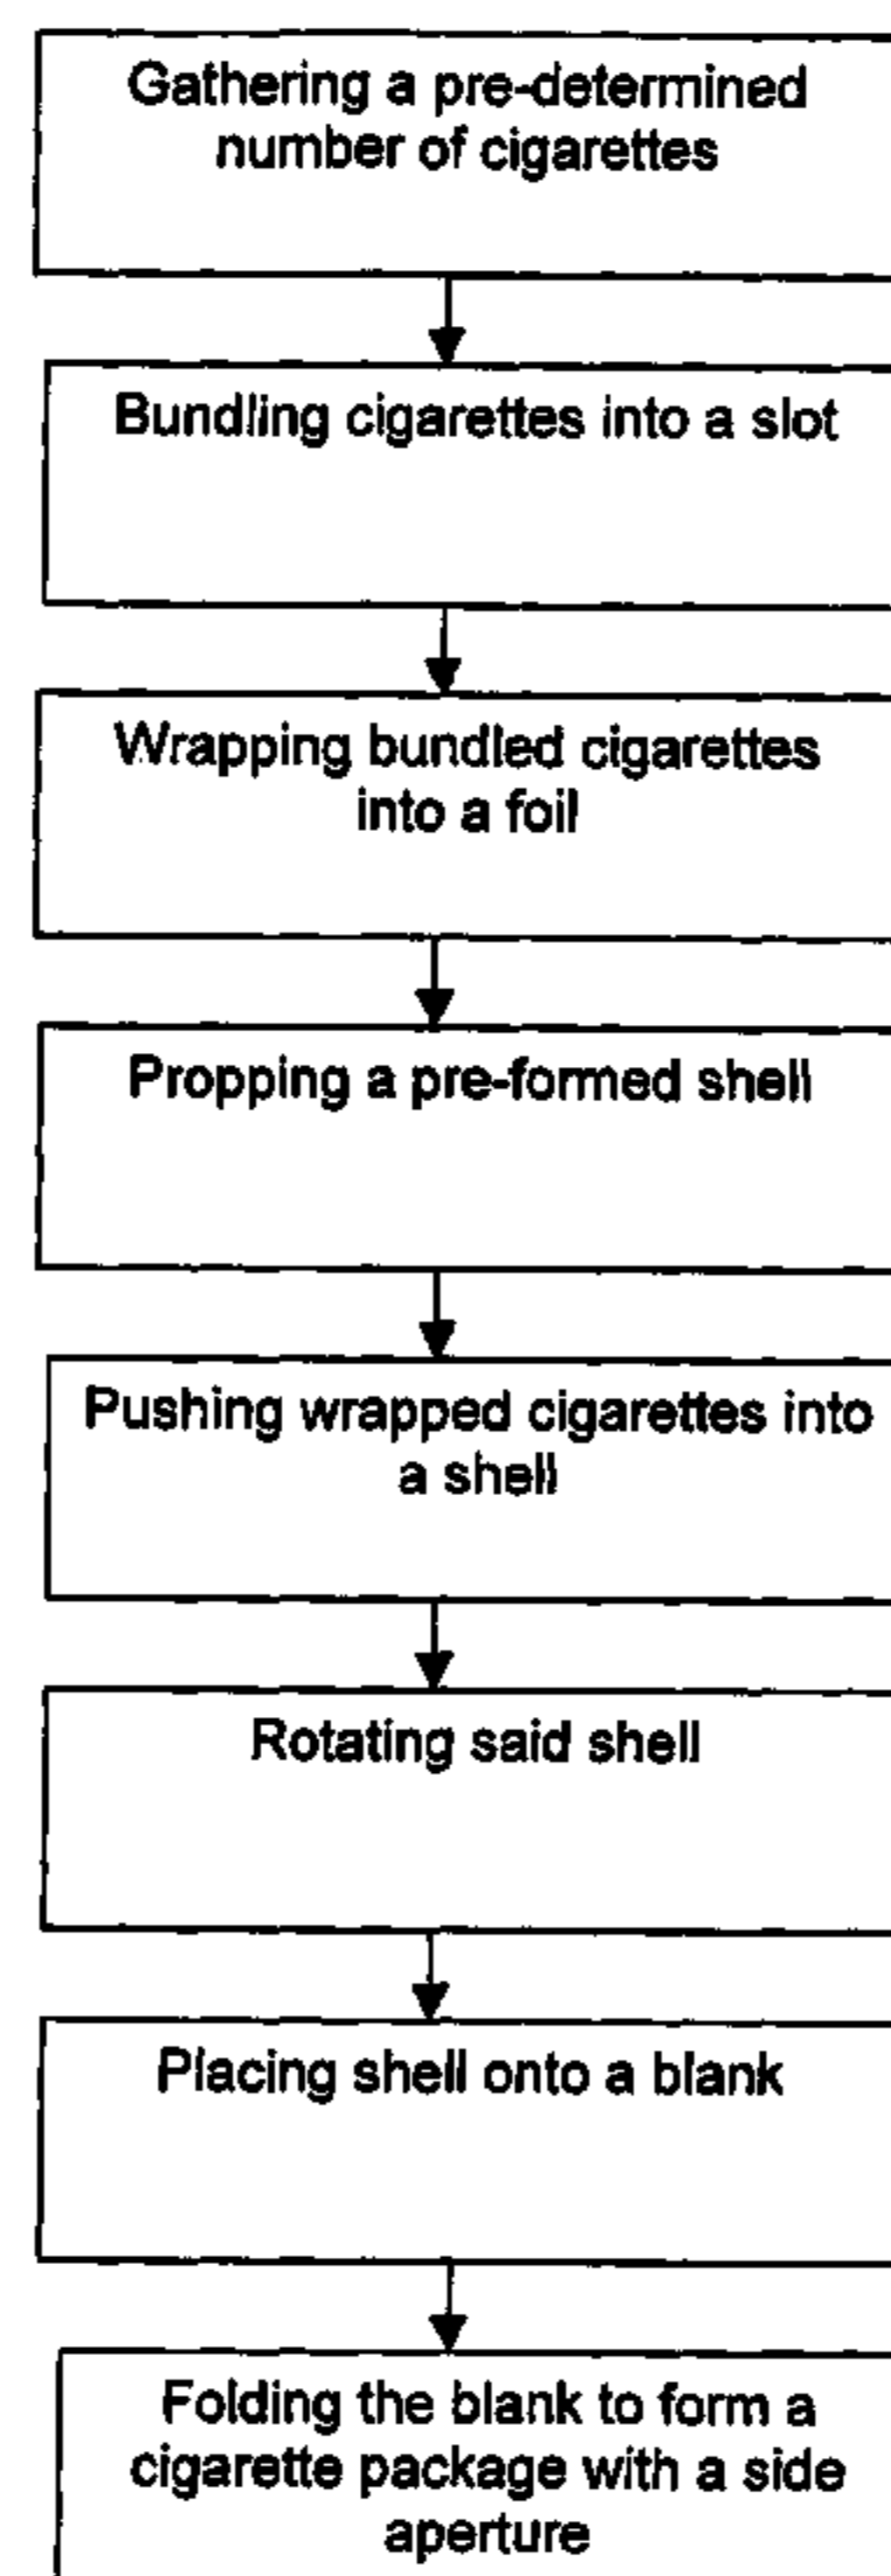 Gathering a pre-determined
number of cigarettes
Bundling cigarettes into a slot
Wrapping bundled cigarettes
into a foil
Propping a pre-formed shell
Pushing wrapped cigarettes into
a shell
Rotating said shell
Placing shell onto a blank
Folding the blank to form a
cigarette package with a side
aperture